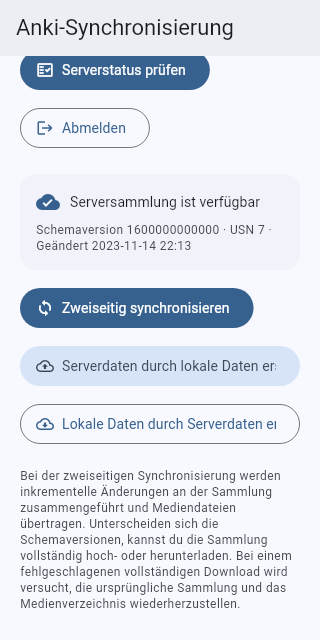 Anki-Synchronisierung
Serverstatus prüfen
Abmelden
Serversammlung ist verfügbar
Schemaversion 1600000000000 · USN 7 ·
Geändert 2023-11-14 22:13
Zweiseitig synchronisieren
Serverdaten durch lokale Daten
Lokale Daten durch Serverdaten
Bei der zweiseitigen Synchronisierung werden
inkrementelle Änderungen an der Sammlung
zusammengeführt und Mediendateien
übertragen. Unterscheiden sich die
Schemaversionen, kannst du die Sammlung
vollständig hoch- oder herunterladen. Bei einem
fehlgeschlagenen vollständigen Download wird
versucht, die ursprüngliche Sammlung und das
Medienverzeichnis wiederherzustellen.